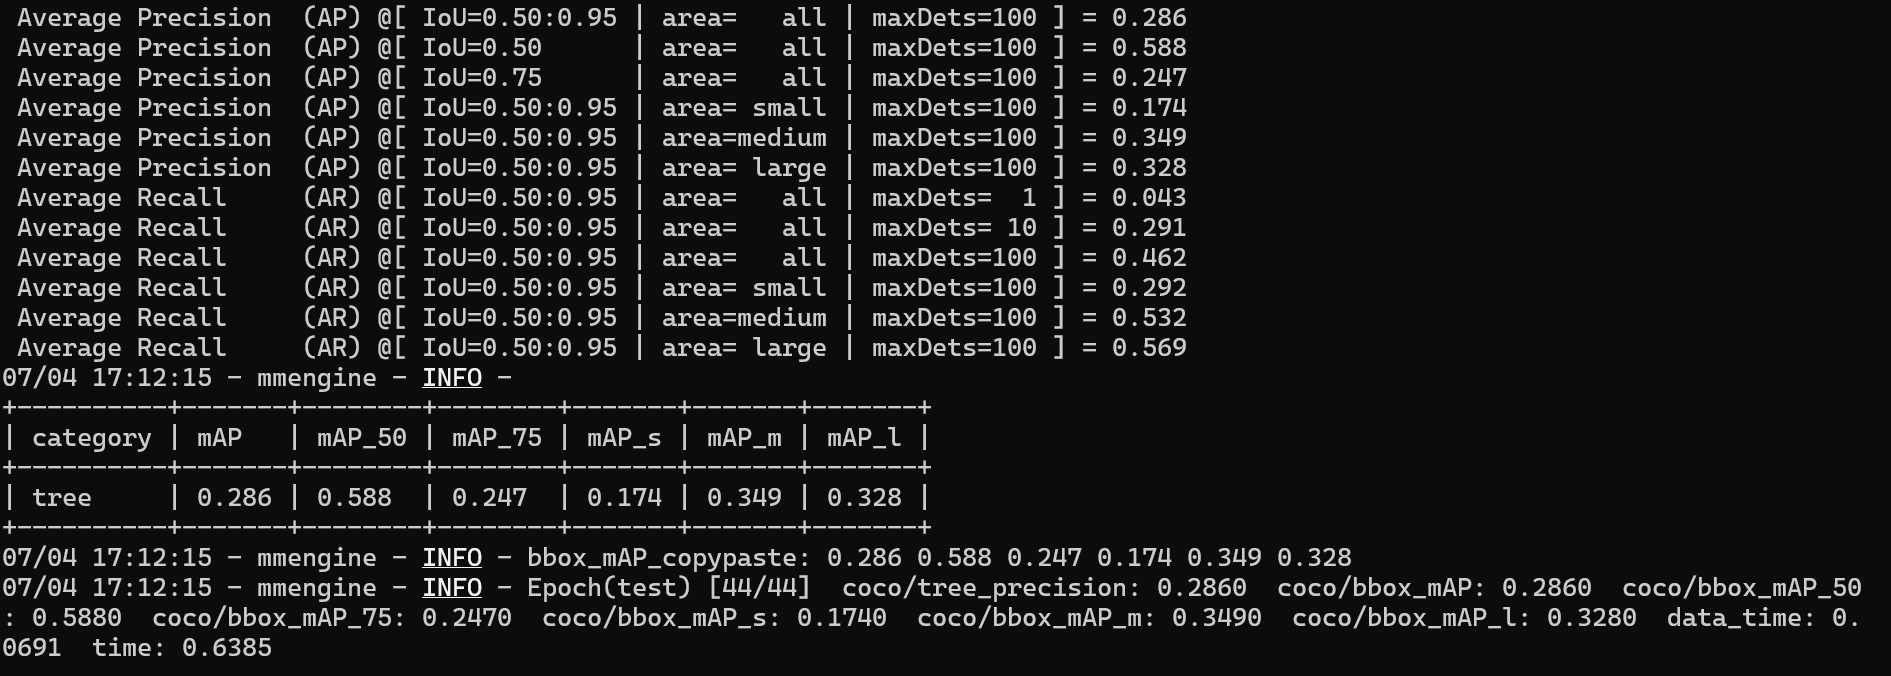 Average Precision  (AP) @[ IoU=0.50:0.95 | area=   all | maxDets=100 ] = 0.286
 Average Precision  (AP) @[ IoU=0.50      | area=   all | maxDets=100 ] = 0.588
 Average Precision  (AP) @[ IoU=0.75      | area=   all | maxDets=100 ] = 0.247
 Average Precision  (AP) @[ IoU=0.50:0.95 | area= small | maxDets=100 ] = 0.174
 Average Precision  (AP) @[ IoU=0.50:0.95 | area=medium | maxDets=100 ] = 0.349
 Average Precision  (AP) @[ IoU=0.50:0.95 | area= large | maxDets=100 ] = 0.328
 Average Recall     (AR) @[ IoU=0.50:0.95 | area=   all | maxDets=  1 ] = 0.043
 Average Recall     (AR) @[ IoU=0.50:0.95 | area=   all | maxDets= 10 ] = 0.291
 Average Recall     (AR) @[ IoU=0.50:0.95 | area=   all | maxDets=100 ] = 0.462
 Average Recall     (AR) @[ IoU=0.50:0.95 | area= small | maxDets=100 ] = 0.292
 Average Recall     (AR) @[ IoU=0.50:0.95 | area=medium | maxDets=100 ] = 0.532
 Average Recall     (AR) @[ IoU=0.50:0.95 | area= large | maxDets=100 ] = 0.569
07/04 17:12:15 - mmengine - INFO -
+----------+-------+--------+--------+-------+-------+-------+
| category | mAP   | mAP_50 | mAP_75 | mAP_s | mAP_m | mAP_l |
+----------+-------+--------+--------+-------+-------+-------+
| tree     | 0.286 | 0.588  | 0.247  | 0.174 | 0.349 | 0.328 |
+----------+-------+--------+--------+-------+-------+-------+
07/04 17:12:15 - mmengine - INFO - bbox_mAP_copypaste: 0.286 0.588 0.247 0.174 0.349 0.328
07/04 17:12:15 - mmengine - INFO - Epoch(test) [44/44]  coco/tree_precision: 0.2860  coco/bbox_mAP: 0.2860  coco/bbox_mAP_50
: 0.5880  coco/bbox_mAP_75: 0.2470  coco/bbox_mAP_s: 0.1740  coco/bbox_mAP_m: 0.3490  coco/bbox_mAP_l: 0.3280  data_time: 0.
0691  time: 0.6385